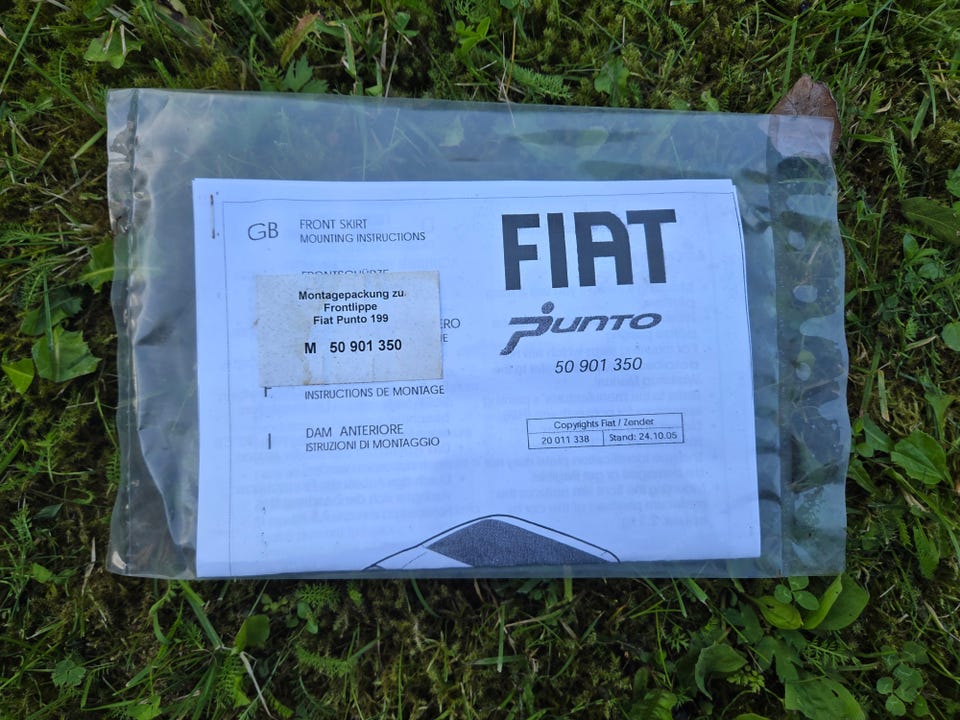 GB
FRONT SKIRT
MOUNTING INSTRUCTIONS
FRONTSCHÜRZE
Montagepackung zu
Frontlippe
Fiat Punto 199
M 50 901 350
F
INSTRUCTIONS DE MONTAGE
I
DAM ANTERIORE
ISTRUZIONI DI MONTAGGIO
FIAT
Punto
50 901 350
Copyrights Fiat / Zender
20 011 338
Stand: 24.10.05